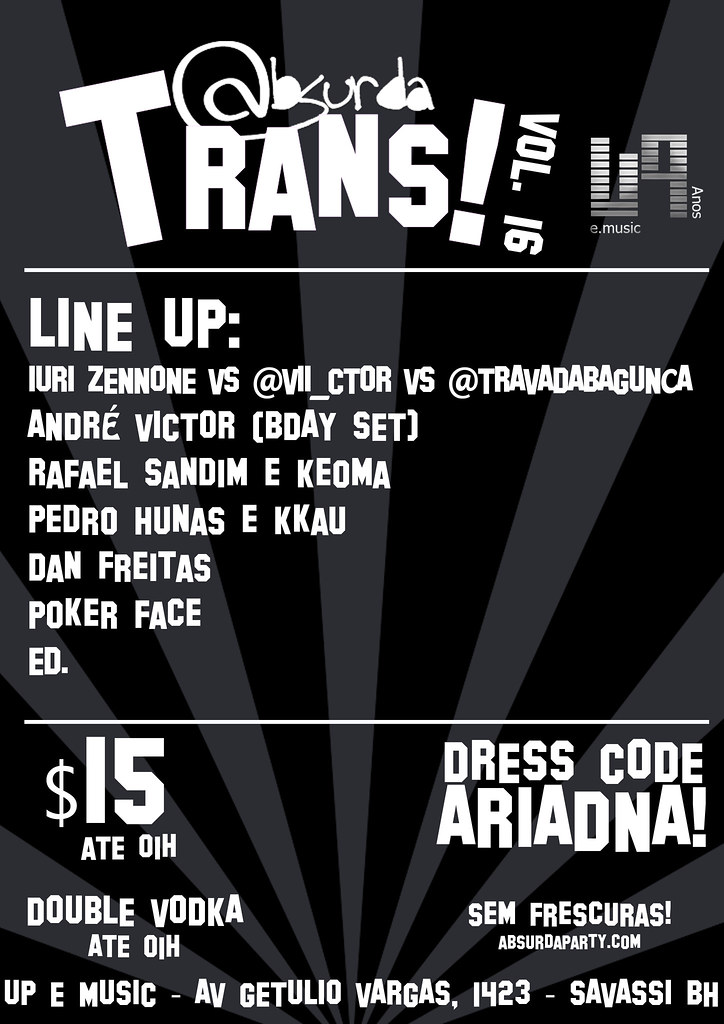 @bsurda
TRANS!
VOL. 16
Anos
e.music
LINE UP:
IURI ZENNONE VS @VII_CTOR VS @TRAVADABAGUNCA
ANDRÉ VICTOR (BDAY SET)
RAFAEL SANDIM E KEOMA
PEDRO HUNAS E KKAU
DAN FREITAS
POKER FACE
ED.
$15
ATE 01H
DRESS CODE
ARIADNA!
DOUBLE VODKA
ATE 01H
SEM FRESCURAS!
ABSURDAPARTY.COM
UP E MUSIC - AV GETULIO VARGAS, 1423 - SAVASSI BH